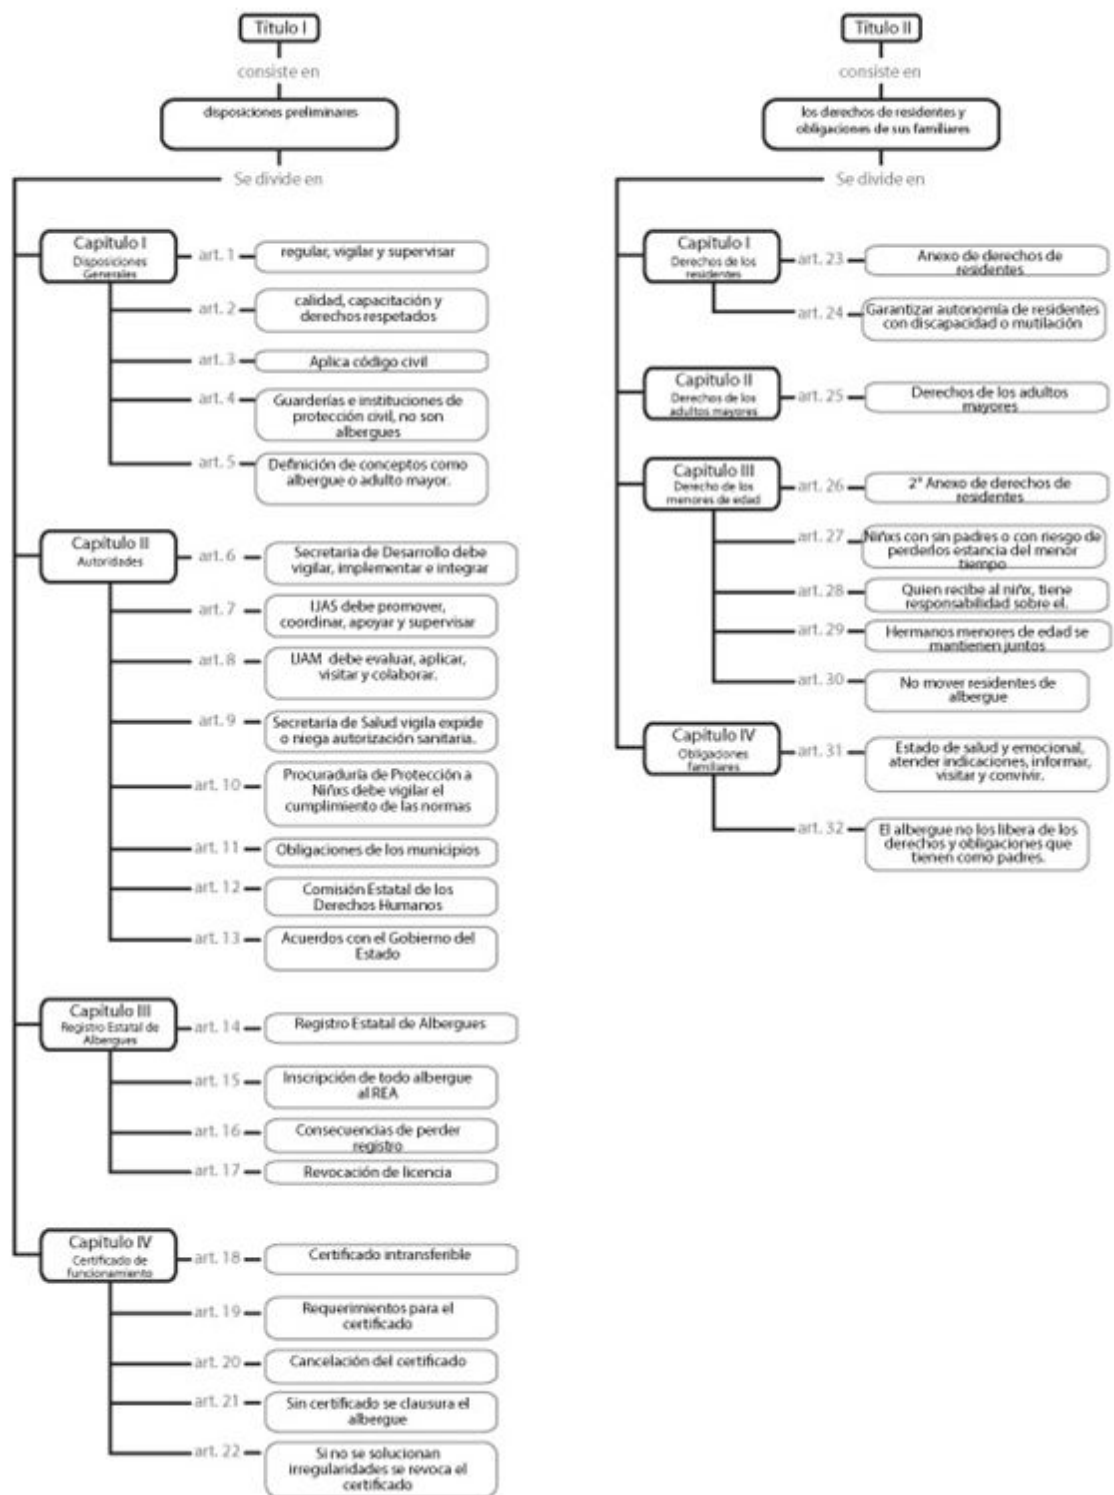 Título I
consiste en
disposiciones preliminares
Se divide en
Capítulo I
Disposiciones
Generales
art. 1
regular, vigilar y supervisar
art. 2
calidad, capacitación y
derechos respetados
art. 3
Aplica código civil
art. 4
Guarderías e instituciones de
protección civil, no son
albergues
art. 5
Definición de conceptos como
albergue o adulto mayor.
Capítulo II
Autoridades
art. 6
Secretaria de Desarrollo debe
vigilar, implementar e integrar
art. 7
IJAS debe promover,
coordinar, apoyar y supervisar
art. 8
IJAM debe evaluar, aplicar,
visitar y colaborar.
art. 9
Secretaría de Salud vigila expide
o niega autorización sanitaria.
art. 10
Procuraduría de Protección a
Niñxs debe vigilar el
cumplimiento de las normas
art. 11
Obligaciones de los municipios
art. 12
Comisión Estatal de los
Derechos Humanos
art. 13
Acuerdos con el Gobierno del
Estado
Capítulo III
Registro Estatal de
Albergues
art. 14
Registro Estatal de Albergues
art. 15
Inscripción de todo albergue
al REA
art. 16
Consecuencias de perder
registro
art. 17
Revocación de licencia
Capítulo IV
Certificado de
funcionamiento
art. 18
Certificado intransferible
art. 19
Requerimientos para el
certificado
art. 20
Cancelación del certificado
art. 21
Sin certificado se clausura el
albergue
art. 22
Si no se solucionan
irregularidades se revoca el
certificado
Título II
consiste en
los derechos de residentes y
obligaciones de sus familiares
Se divide en
Capítulo I
Derechos de los
residentes
art. 23
Anexo de derechos de
residentes
art. 24
Garantizar autonomía de residentes
con discapacidad o mutilación
Capítulo II
Derechos de los
adultos mayores
art. 25
Derechos de los adultos
mayores
Capítulo III
Derecho de los
menores de edad
art. 26
2° Anexo de derechos de
residentes
art. 27
Niñxs con sin padres o con riesgo de
perderlos estancia del menor
tiempo
art. 28
Quien recibe al niñx, tiene
responsabilidad sobre el.
art. 29
Hermanos menores de edad se
mantienen juntos
art. 30
No mover residentes de
albergue
Capítulo IV
Obligaciones
familiares
art. 31
Estado de salud y emocional,
atender indicaciones, informar,
visitar y convivir.
art. 32
El albergue no los libera de los
derechos y obligaciones que
tienen como padres.